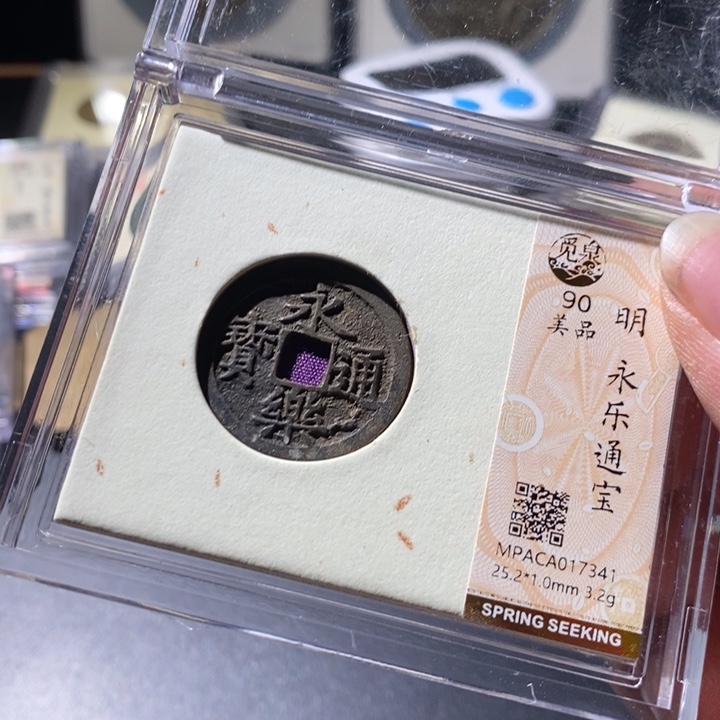 永樂通寳
觅泉
90
美品
明
永乐通宝
MPACA017341
25.2*1.0mm 3.2g
SPRING SEEKING